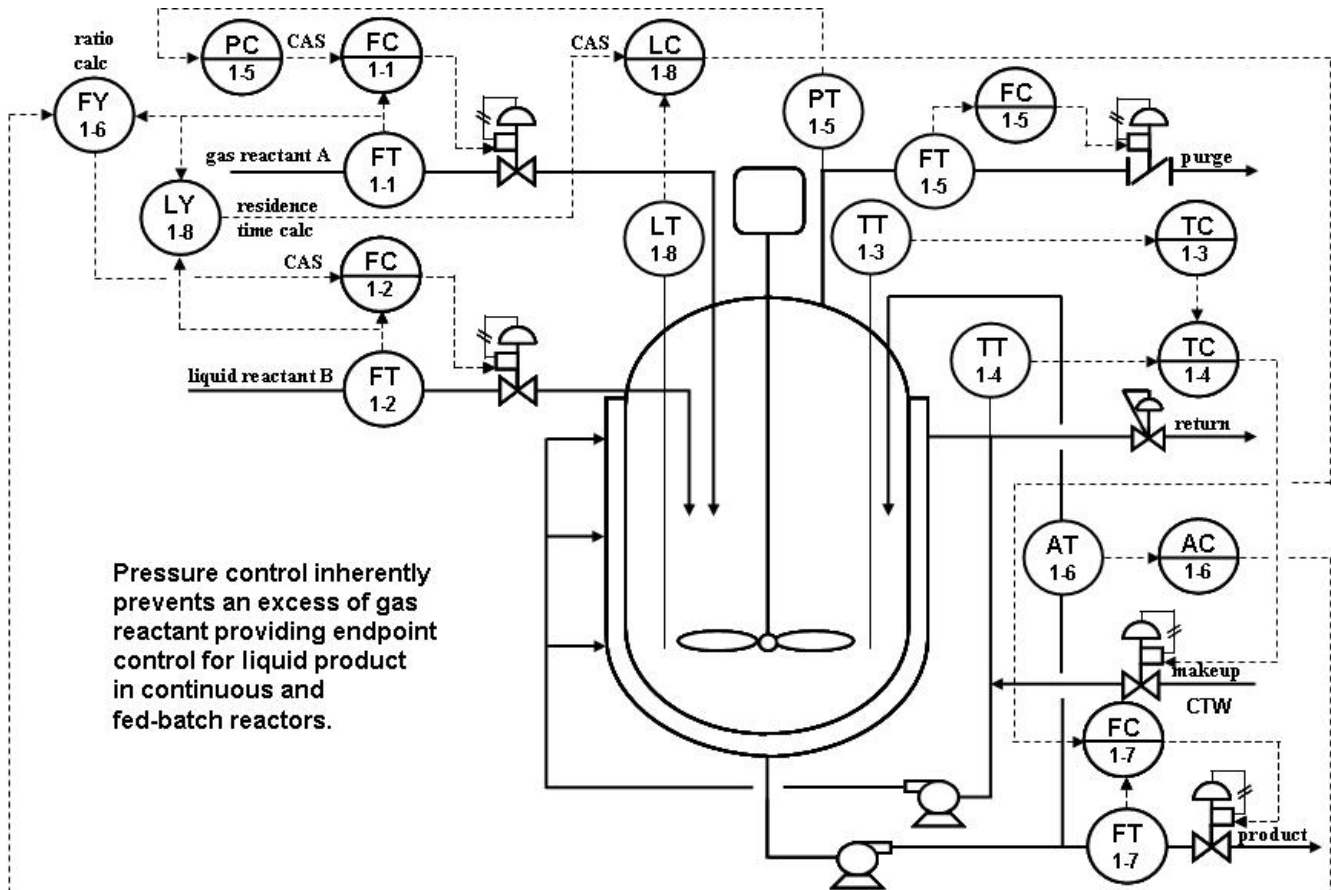 ratio
calc
PC
1-5
CAS
FC
1-1
CAS
LC
1-8
FY
1-6
PT
1-5
FC
1-5
gas reactant A
FT
1-1
FT
1-5
purge
LY
1-8
residence
time calc
LT
1-8
TT
1-3
TC
1-3
CAS
FC
1-2
TT
1-4
TC
1-4
liquid reactant B
FT
1-2
return
AT
1-6
AC
1-6
Pressure control inherently
prevents an excess of gas
reactant providing endpoint
control for liquid product
in continuous and
fed-batch reactors.
makeup
CTW
FC
1-7
FT
1-7
product